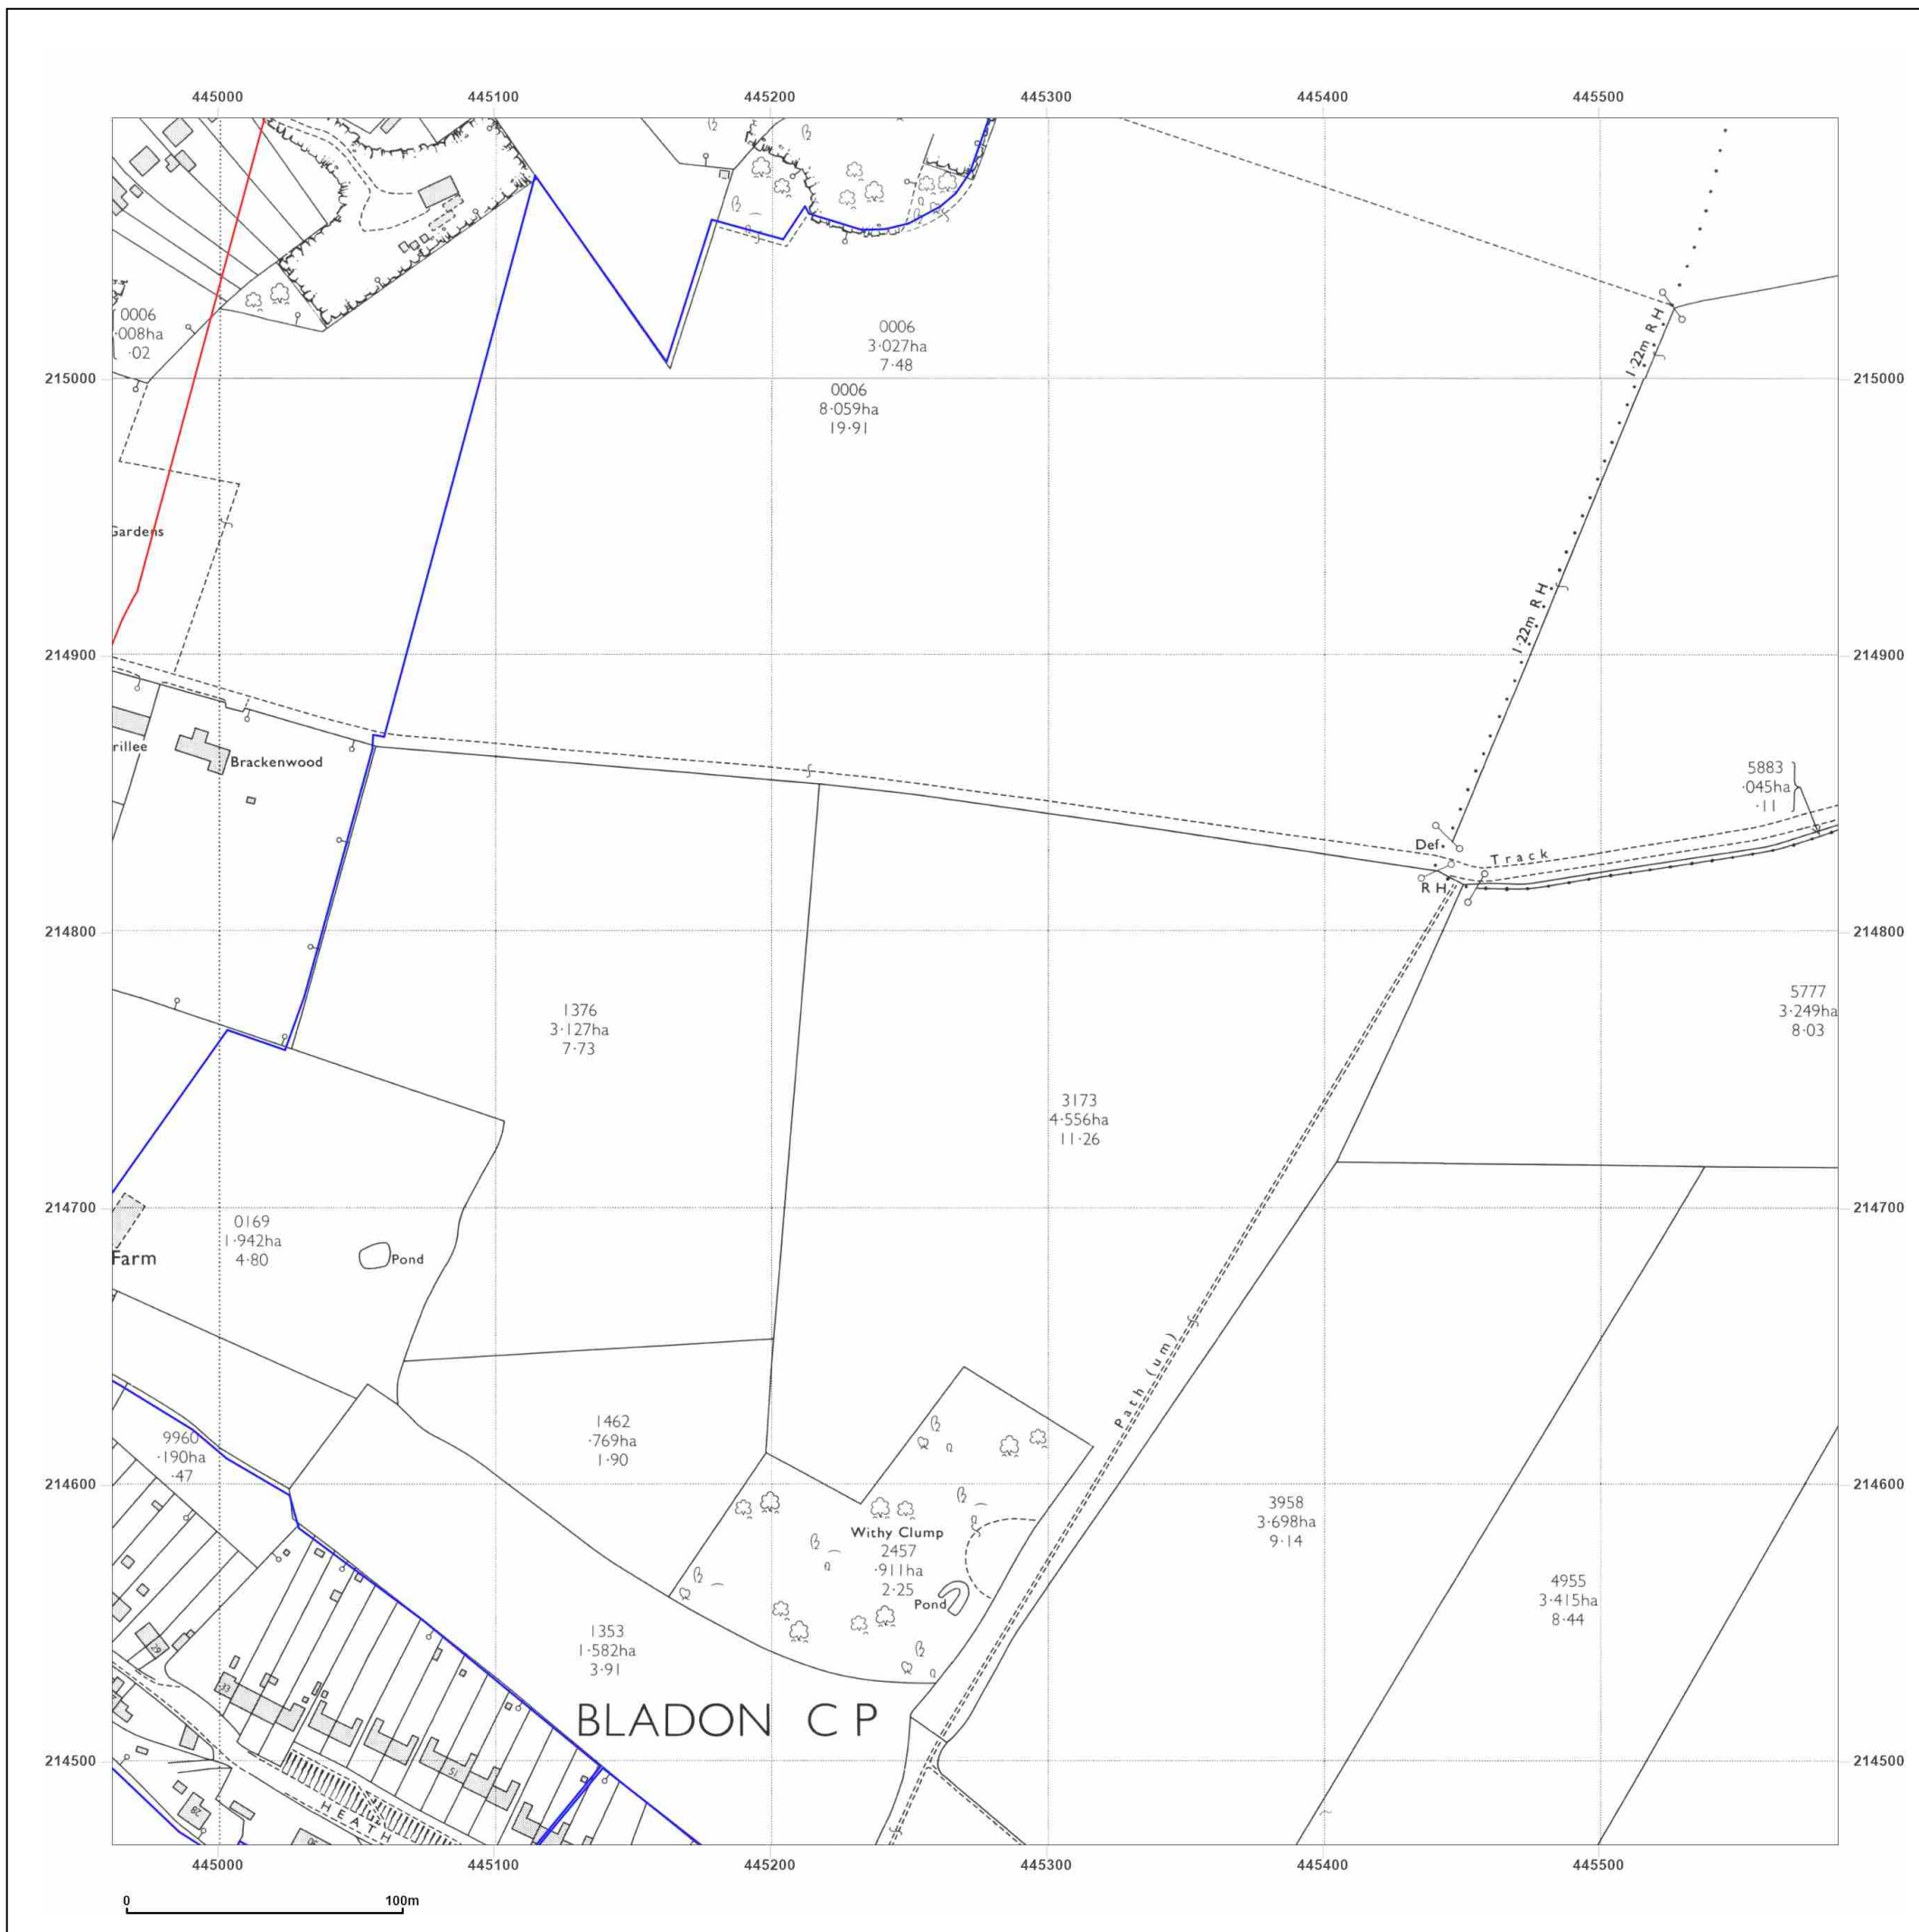 445000 445100 445200 445300 445400 445500
0006
·008ha
·02
0006
3·027ha
7·48
1·22m R H
215000 215000
0006
8·059ha
19·91
Gardens
1·22m R H
214900 214900
rillee
Brackenwood
5883
·045ha
·11
Def.
Track
R H
214800 214800
1376
3·127ha
7·73
5777
3·249ha
8·03
3173
4·556ha
11·26
214700 214700
0169
1·942ha
4·80
Farm
Pond
Path (um)
9960
·190ha
·47
1462
·769ha
1·90
214600 214600
Withy Clump
2457
·911ha
2·25
Pond
3958
3·698ha
9·14
4955
3·415ha
8·44
1353
1·582ha
3·91
29
33
BLADON C P
51
214500 214500
28
HEATH
445000 445100 445200 445300 445400 445500
0 100m